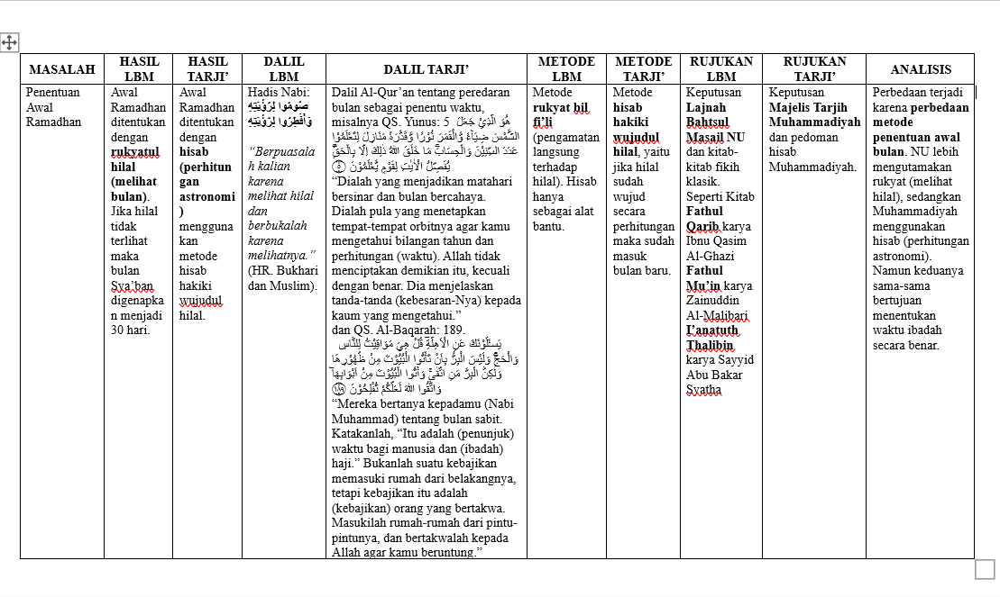 MASALAH
HASIL
LBM
HASIL
TARJI’
DALIL
LBM
DALIL TARJI’
METODE
LBM
METODE
TARJI’
RUJUKAN
LBM
RUJUKAN
TARJI’
ANALISIS
Penentuan
Awal
Ramadhan
Awal
Ramadhan
ditentukan
dengan
rukyatul
hilal
(melihat
bulan).
Jika hilal
tidak
terlihat
maka
bulan
Sya’ban
digenapka
n menjadi
30 hari.
Awal
Ramadhan
ditentukan
dengan
hisab
(perhitun
gan
astronomi
)
mengguna
kan
metode
hisab
hakiki
wujudul
hilal.
Hadis Nabi:
صُومُوا لِرُؤْيَتِهِ
وَأَفْطِرُوا لِرُؤْيَتِهِ
“Berpuasala
h kalian
karena
melihat hilal
dan
berbukalah
karena
melihatnya.”
(HR. Bukhari
dan Muslim).
Dalil Al-Qur’an tentang peredaran
bulan sebagai penentu waktu,
misalnya QS. Yunus: 5 هُوَ الَّذِيْ جَعَلَ
الشَّمْسَ ضِيَاۤءً وَّالْقَمَرَ نُوْرًا وَّقَدَّرَهٗ مَنَازِلَ لِتَعْلَمُوْا
عَدَدَ السِّنِيْنَ وَالْحِسَابَۗ مَا خَلَقَ اللّٰهُ ذٰلِكَ اِلَّا بِالْحَقِّۗ
يُفَصِّلُ الْاٰيٰتِ لِقَوْمٍ يَّعْلَمُوْنَ ۝٥
“Dialah yang menjadikan matahari
bersinar dan bulan bercahaya.
Dialah pula yang menetapkan
tempat-tempat orbitnya agar kamu
mengetahui bilangan tahun dan
perhitungan (waktu). Allah tidak
menciptakan demikian itu, kecuali
dengan benar. Dia menjelaskan
tanda-tanda (kebesaran-Nya) kepada
kaum yang mengetahui.”
dan QS. Al-Baqarah: 189.
يَسْـَٔلُوْنَكَ عَنِ الْاَهِلَّةِۗ قُلْ هِيَ مَوَاقِيْتُ لِلنَّاسِ
وَالْحَجِّۗ وَلَيْسَ الْبِرُّ بِاَنْ تَأْتُوا الْبُيُوْتَ مِنْ ظُهُوْرِهَا
وَلٰكِنَّ الْبِرَّ مَنِ اتَّقٰىۚ وَأْتُوا الْبُيُوْتَ مِنْ اَبْوَابِهَاۖ
وَاتَّقُوا اللّٰهَ لَعَلَّكُمْ تُفْلِحُوْنَ ۝١٨٩
“Mereka bertanya kepadamu (Nabi
Muhammad) tentang bulan sabit.
Katakanlah, “Itu adalah (penunjuk)
waktu bagi manusia dan (ibadah)
haji.” Bukanlah suatu kebajikan
memasuki rumah dari belakangnya,
tetapi kebajikan itu adalah
(kebajikan) orang yang bertakwa.
Masukilah rumah-rumah dari pintu-
pintunya, dan bertakwalah kepada
Allah agar kamu beruntung.”
Metode
rukyat bil
fi’li
(pengamatan
langsung
terhadap
hilal). Hisab
hanya
sebagai alat
bantu.
Metode
hisab
hakiki
wujudul
hilal, yaitu
jika hilal
sudah
wujud
secara
perhitungan
maka sudah
masuk
bulan baru.
Keputusan
Lajnah
Bahtsul
Masail NU
dan kitab-
kitab fikih
klasik.
Seperti Kitab
Fathul
Qarib karya
Ibnu Qasim
Al-Ghazi
Fathul
Mu’in karya
Zainuddin
Al-Malibari
I’anatuth
Thalibin
karya Sayyid
Abu Bakar
Syatha
Keputusan
Majelis Tarjih
Muhammadiyah
dan pedoman
hisab
Muhammadiyah.
Perbedaan terjadi
karena perbedaan
metode
penentuan awal
bulan. NU lebih
mengutamakan
rukyat (melihat
hilal), sedangkan
Muhammadiyah
menggunakan
hisab (perhitungan
astronomi).
Namun keduanya
sama-sama
bertujuan
menentukan
waktu ibadah
secara benar.